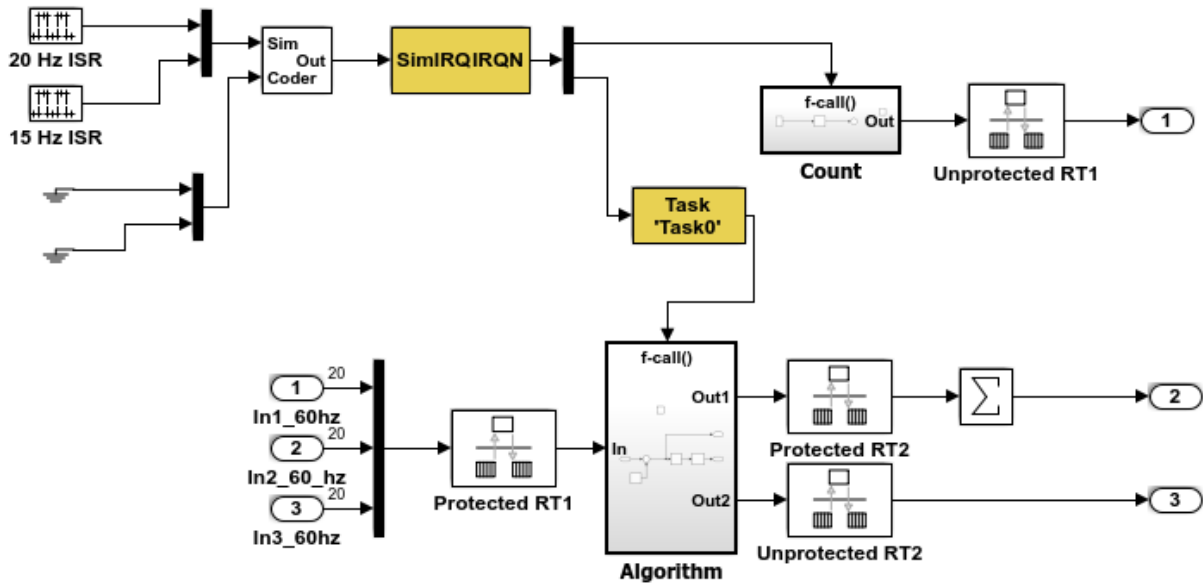 20 Hz ISR
15 Hz ISR
Sim
Out
Coder
SimIRQIRQN
f-call()
Out
Count
Unprotected RT1
1
Task
'Task0'
1
20
In1_60hz
2
20
In2_60_hz
3
20
In3_60hz
Protected RT1
f-call()
In
Out1
Out2
Algorithm
Protected RT2
Σ
2
Unprotected RT2
3